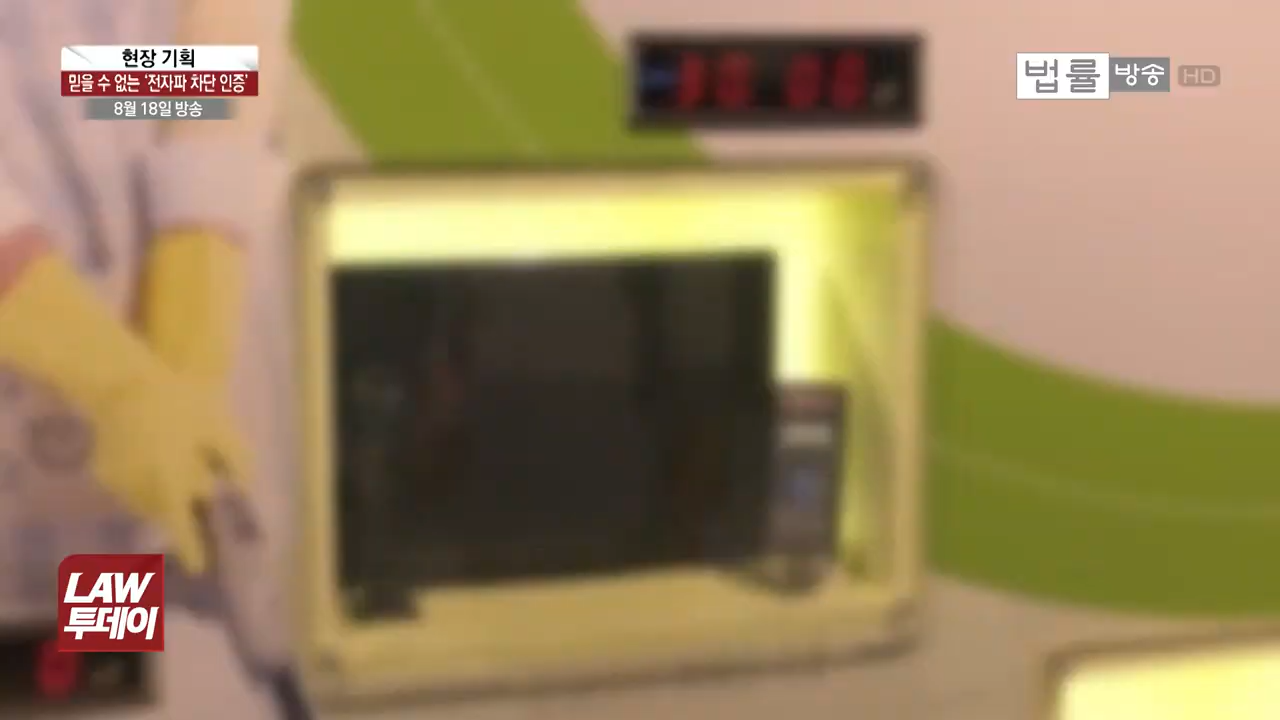 현장 기획
믿을 수 없는 '전자파 차단 인증'
8월 18일 방송
법률방송 HD
LAW
투데이